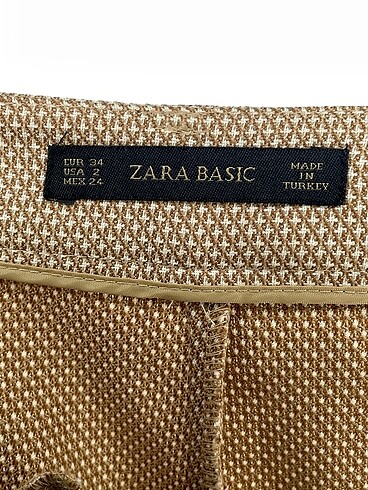 EUR 34
USA 2
MEX 24
ZARA BASIC
MADE
IN
TURKEY